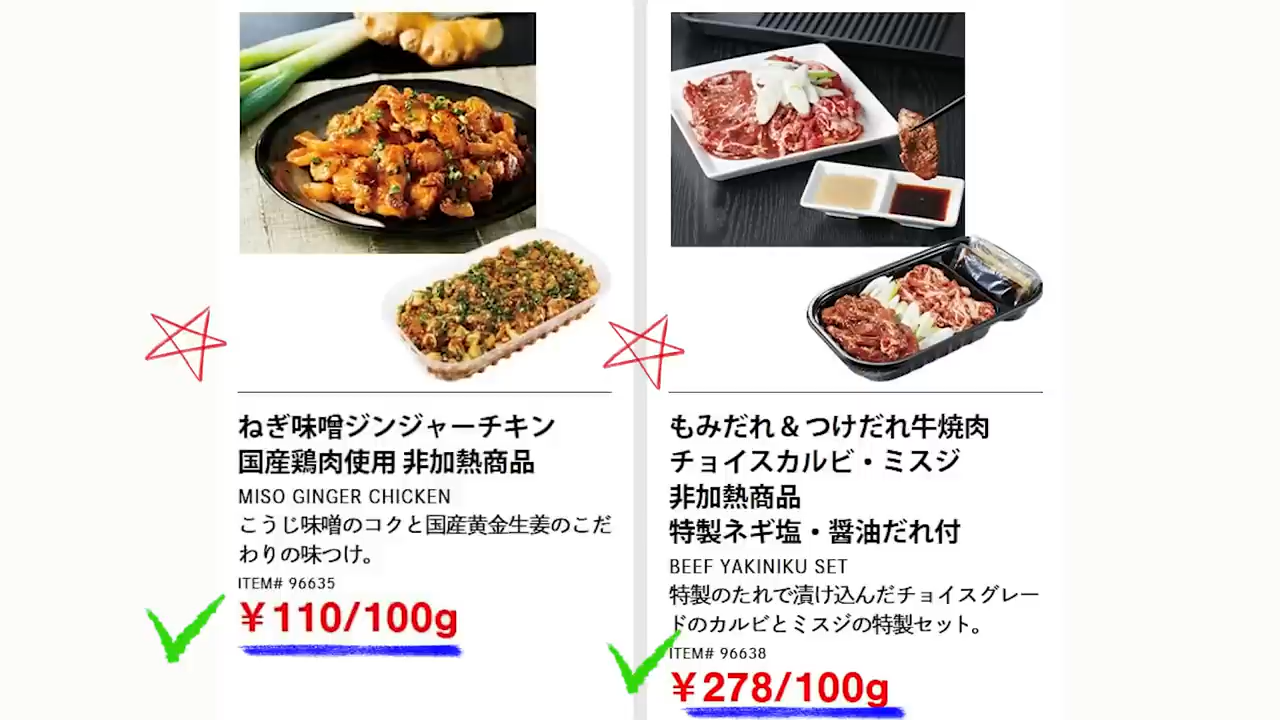 ねぎ味噌ジンジャーチキン
国産鶏肉使用 非加熱商品
MISO GINGER CHICKEN
こうじ味噌のコクと国産黄金生姜のこだ
わりの味つけ。
ITEM# 96635
￥110/100g
もみだれ＆つけだれ牛焼肉
チョイスカルビ・ミスジ
非加熱商品
特製ネギ塩・醤油だれ付
BEEF YAKINIKU SET
特製のたれで漬け込んだチョイスグレー
ドのカルビとミスジの特製セット。
ITEM# 96638
￥278/100g